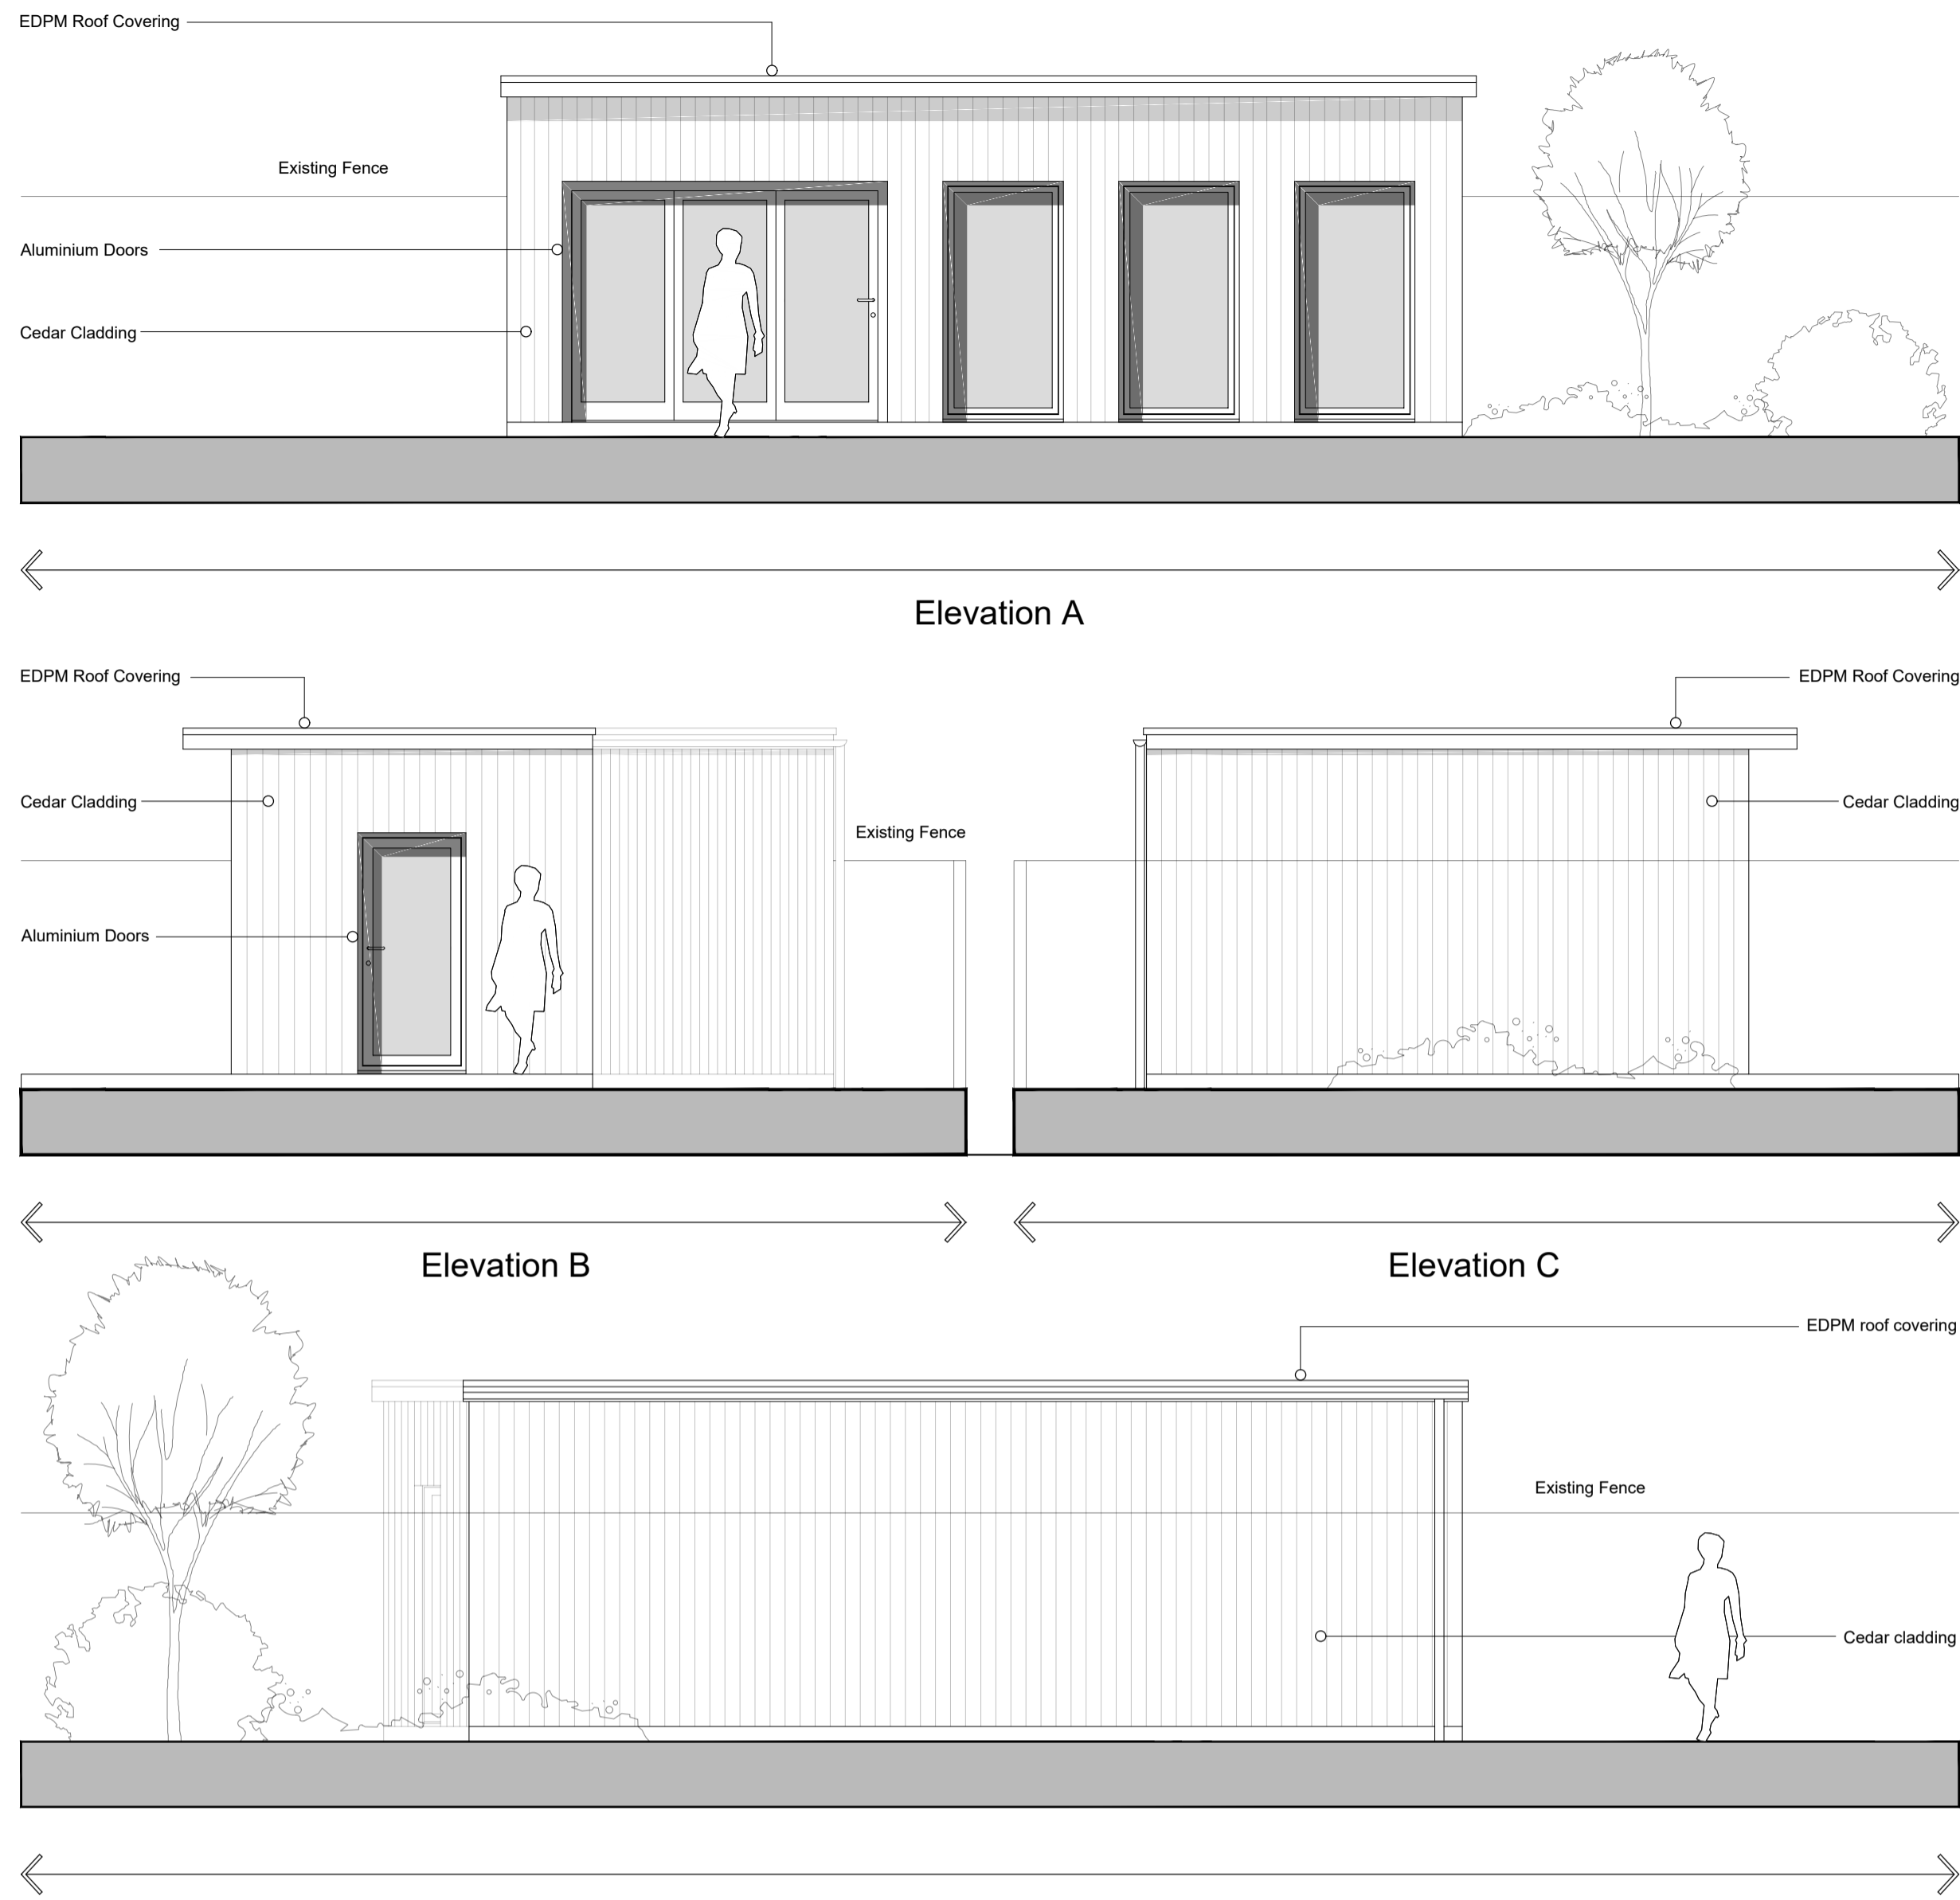 EDPM Roof Covering
Existing Fence
Aluminium Doors
Cedar Cladding
Elevation A
EDPM Roof Covering
EDPM Roof Covering
Cedar Cladding
Cedar Cladding
Existing Fence
Aluminium Doors
Elevation B
Elevation C
EDPM roof covering
Existing Fence
Cedar cladding